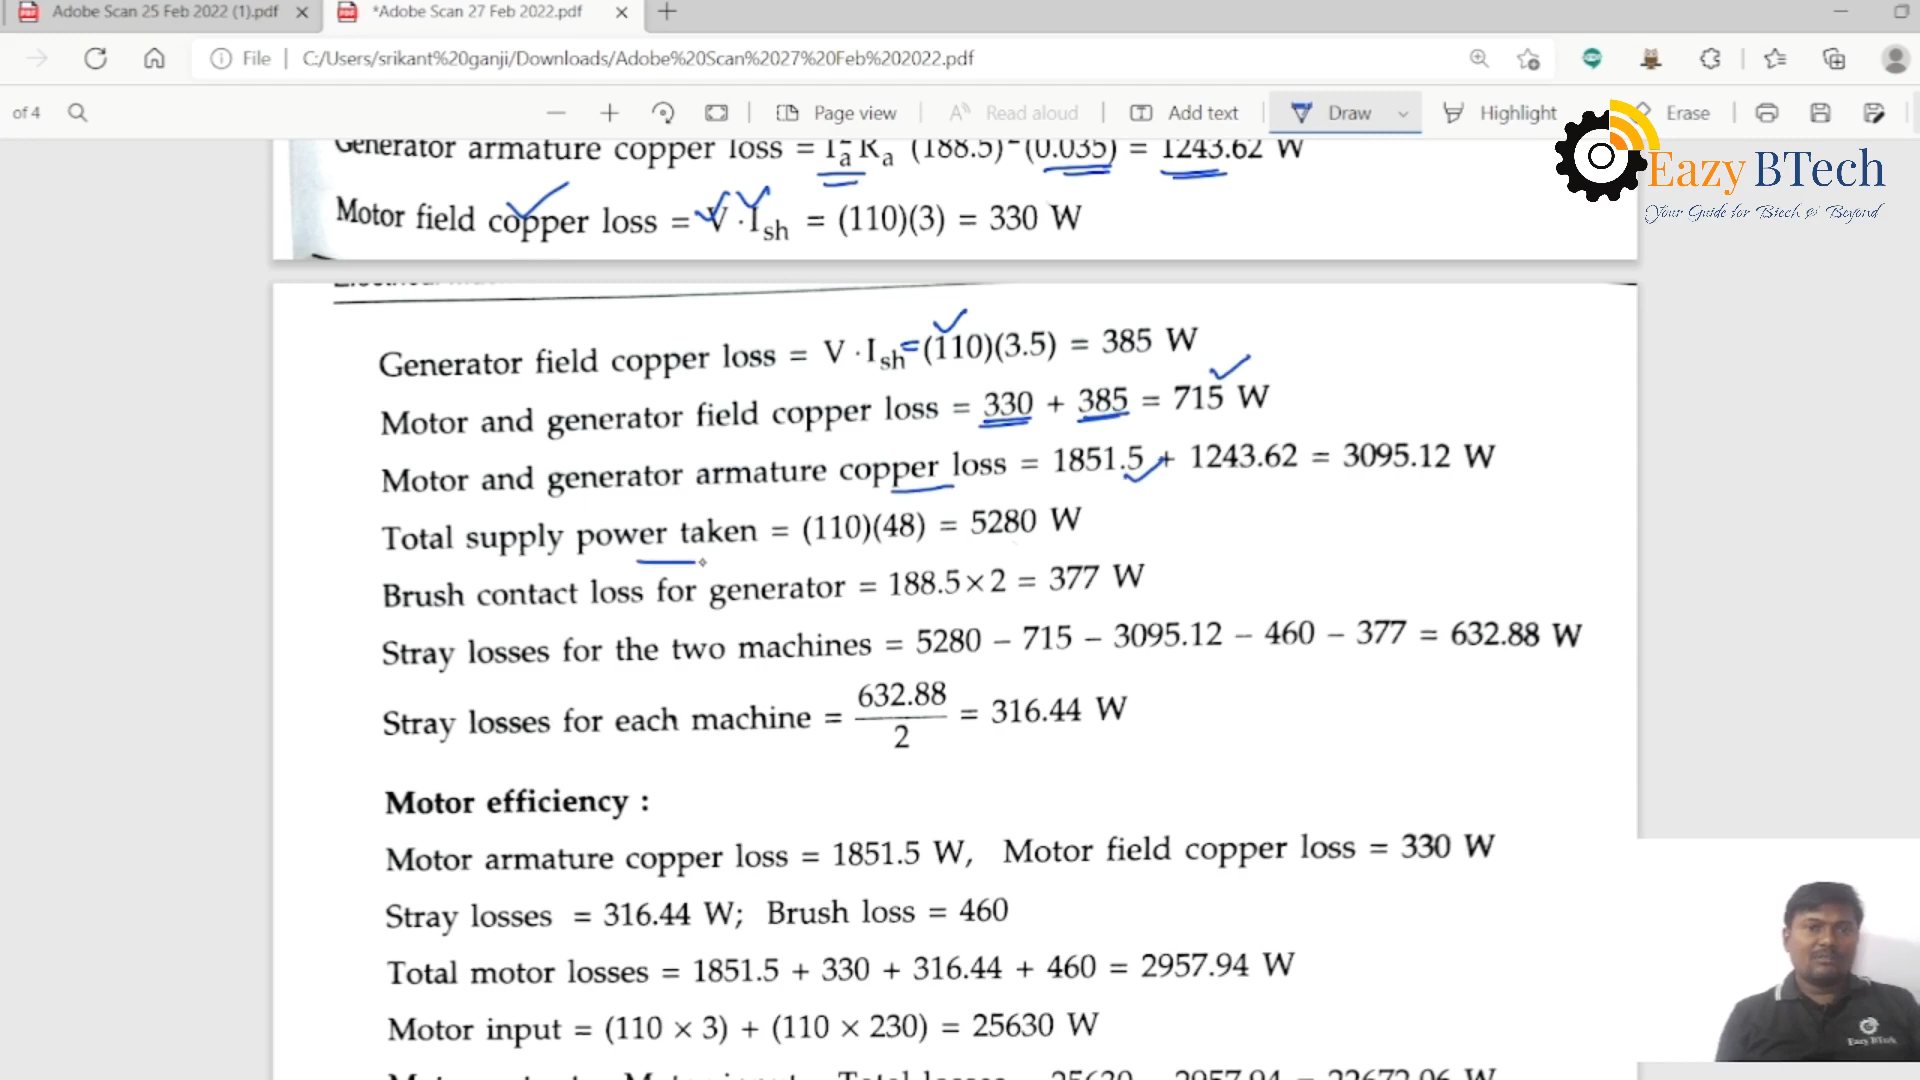 Adobe Scan 25 Feb 2022 (1).pdf
*Adobe Scan 27 Feb 2022.pdf
File | C:/Users/srikant%20ganji/Downloads/Adobe%20Scan%2027%20Feb%202022.pdf
of 4
Page view
Read aloud
Add text
Draw
Highlight
Erase
Eazy BTech
Your Guide for Btech & Beyond
Generator armature copper loss = I²a Ra (188.5)² (0.035) = 1243.62 W
Motor field copper loss = V · Ish = (110)(3) = 330 W
Generator field copper loss = V · Ish = (110)(3.5) = 385 W
Motor and generator field copper loss = 330 + 385 = 715 W
Motor and generator armature copper loss = 1851.5 + 1243.62 = 3095.12 W
Total supply power taken = (110)(48) = 5280 W
Brush contact loss for generator = 188.5 × 2 = 377 W
Stray losses for the two machines = 5280 – 715 – 3095.12 – 460 – 377 = 632.88 W
Stray losses for each machine = 632.88 / 2 = 316.44 W
Motor efficiency :
Motor armature copper loss = 1851.5 W, Motor field copper loss = 330 W
Stray losses = 316.44 W; Brush loss = 460
Total motor losses = 1851.5 + 330 + 316.44 + 460 = 2957.94 W
Motor input = (110 × 3) + (110 × 230) = 25630 W